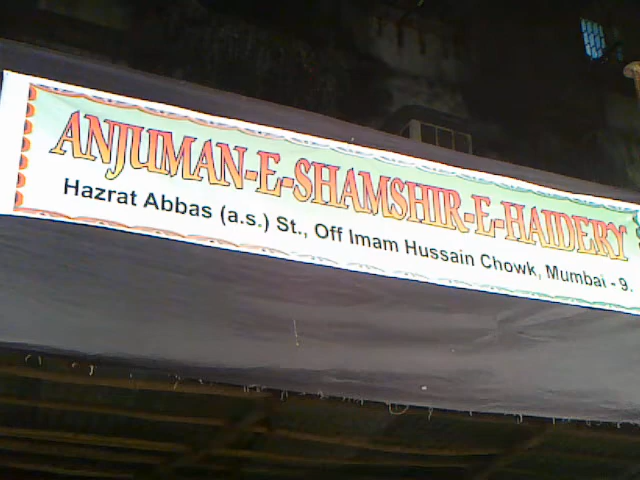 ANJUMAN-E-SHAMSHIR-E-HAIDERY
Hazrat Abbas (a.s.) St., Off Imam Hussain Chowk, Mumbai - 9.